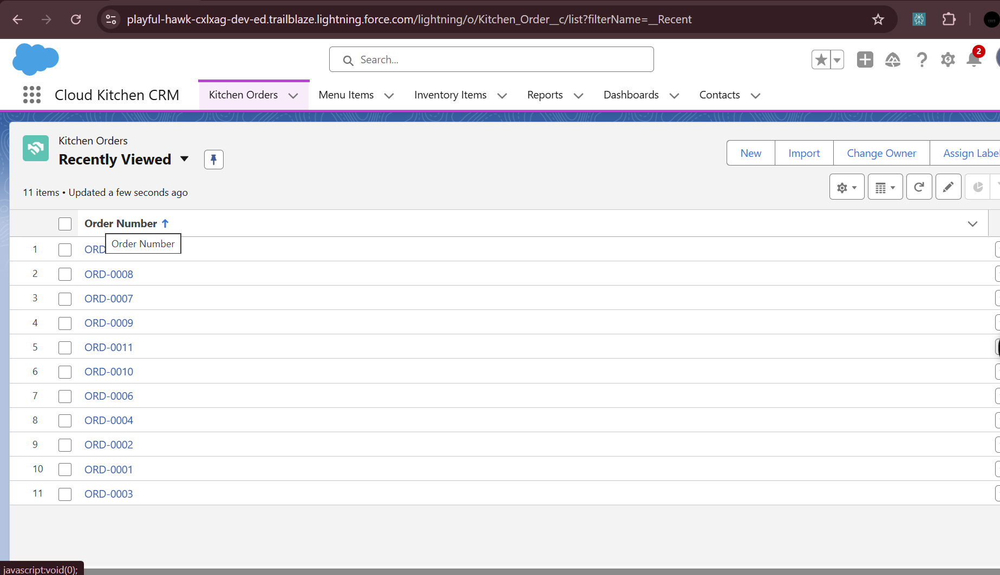 playful-hawk-cxlxag-dev-ed.trailblaze.lightning.force.com/lightning/o/Kitchen_Order__c/list?filterName=__Recent
Search...
2
Cloud Kitchen CRM
Kitchen Orders
Menu Items
Inventory Items
Reports
Dashboards
Contacts
Kitchen Orders
Recently Viewed
New
Import
Change Owner
Assign Label
11 items • Updated a few seconds ago
Order Number
Order Number
1 ORD
2 ORD-0008
3 ORD-0007
4 ORD-0009
5 ORD-0011
6 ORD-0010
7 ORD-0006
8 ORD-0004
9 ORD-0002
10 ORD-0001
11 ORD-0003
javascript:void(0);